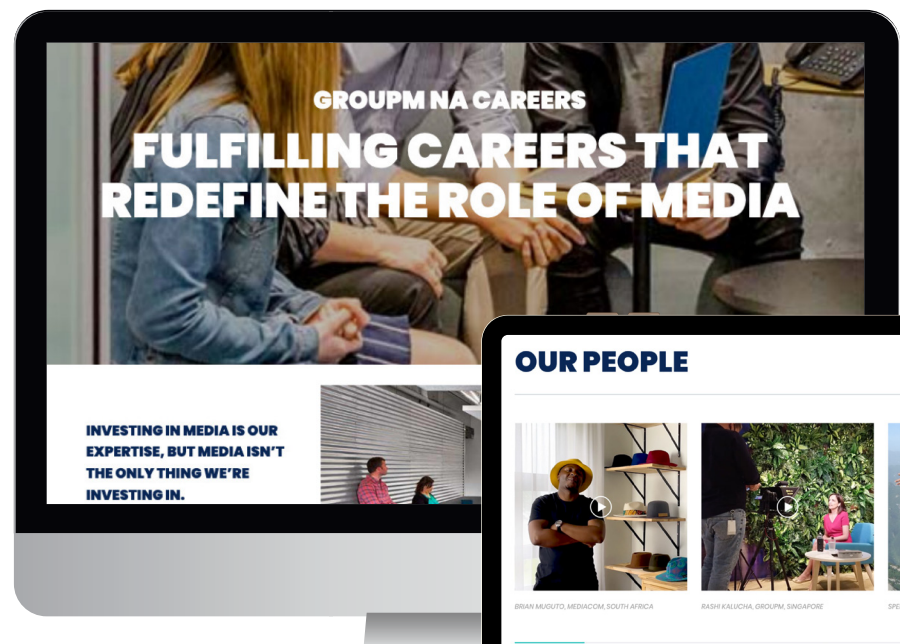 GROUPM NA CAREERS
FULFILLING CAREERS THAT
REDEFINE THE ROLE OF MEDIA
INVESTING IN MEDIA IS OUR
EXPERTISE, BUT MEDIA ISN'T
THE ONLY THING WE'RE
INVESTING IN.
OUR PEOPLE
BRIAN MUGUTO, MEDIACOM, SOUTH AFRICA
RASHI KALUCHA, GROUPM, SINGAPORE